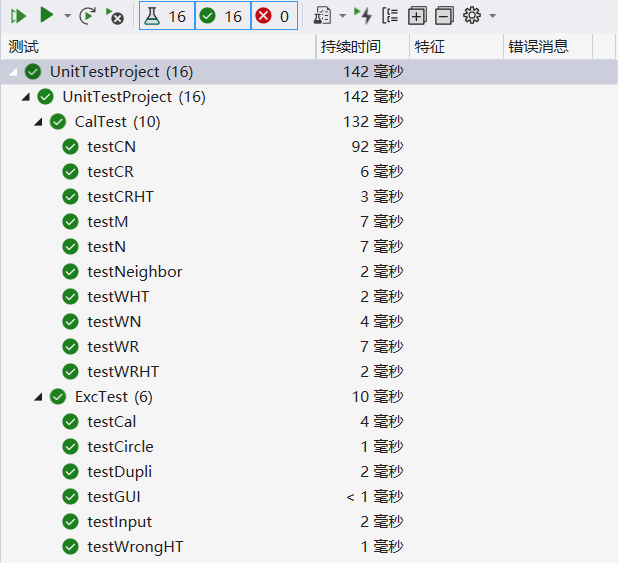 16 16 0
测试 持续时间 特征 错误消息
UnitTestProject (16) 142 毫秒
UnitTestProject (16) 142 毫秒
CalTest (10) 132 毫秒
testCN 92 毫秒
testCR 6 毫秒
testCRHT 3 毫秒
testM 7 毫秒
testN 7 毫秒
testNeighbor 2 毫秒
testWHT 2 毫秒
testWN 4 毫秒
testWR 7 毫秒
testWRHT 2 毫秒
ExcTest (6) 10 毫秒
testCal 4 毫秒
testCircle 1 毫秒
testDupli 2 毫秒
testGUI < 1 毫秒
testInput 2 毫秒
testWrongHT 1 毫秒